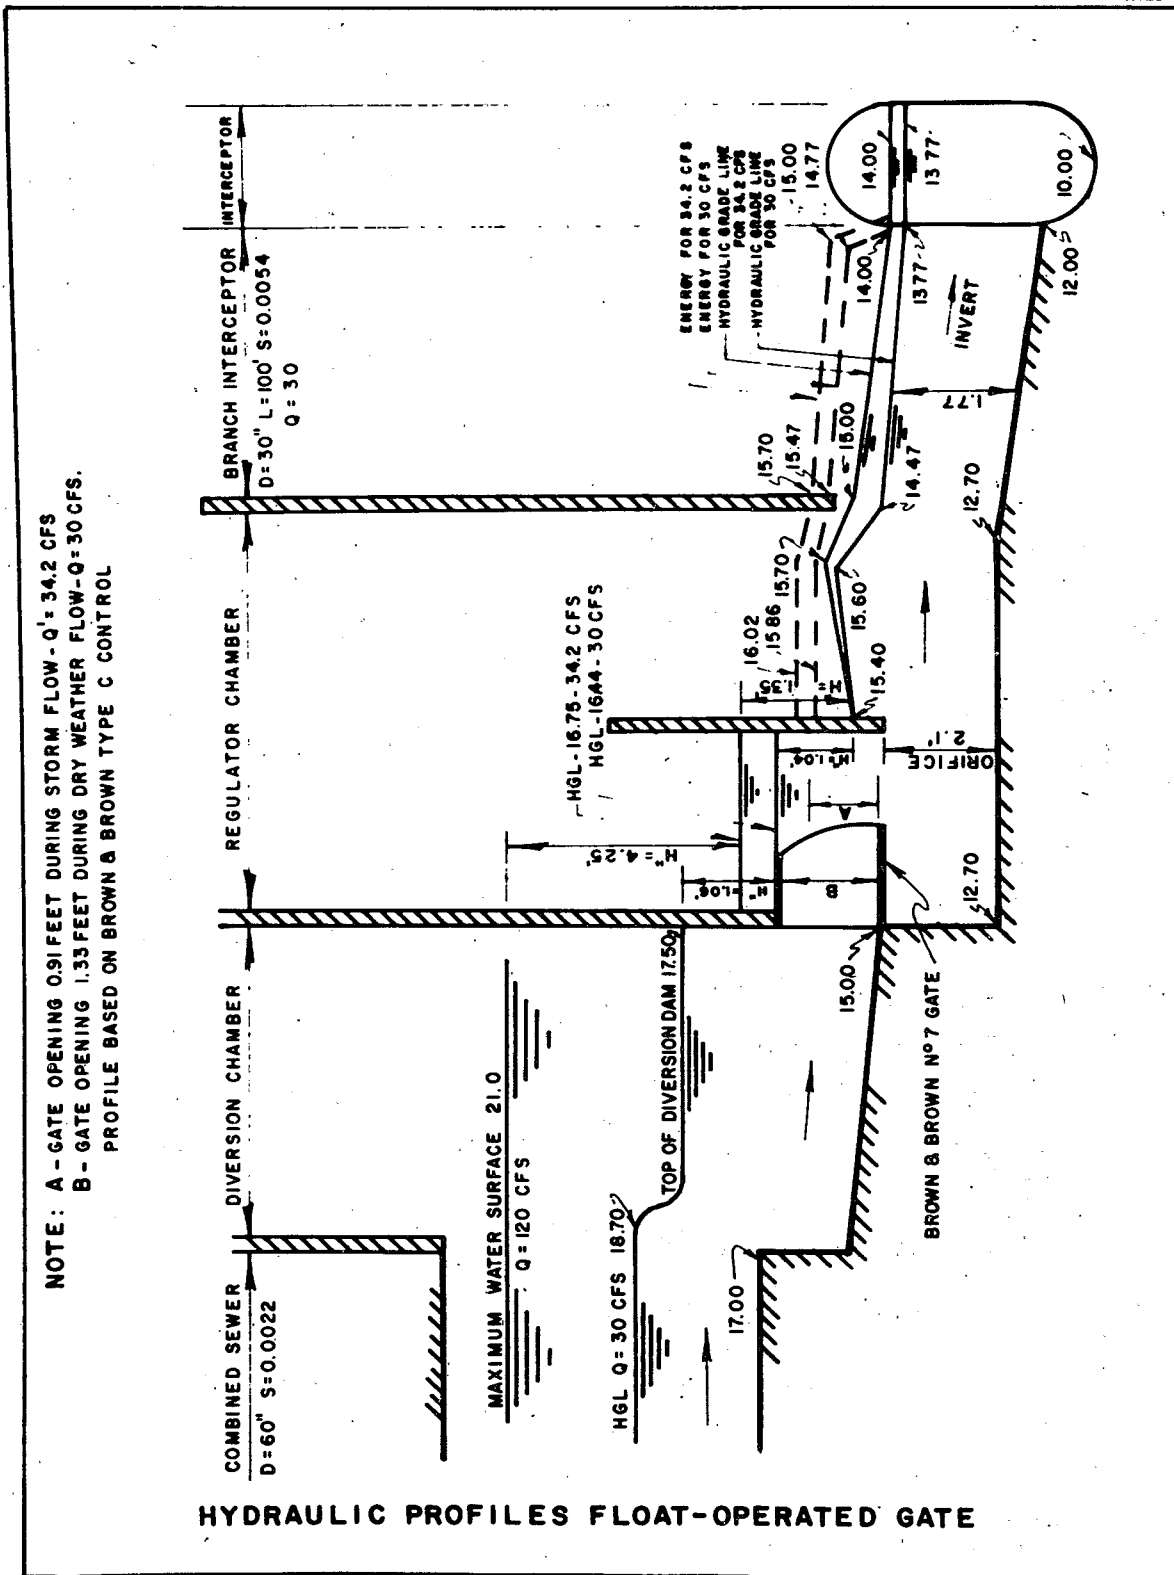 NOTE: A-GATE OPENING 0.91 FEET DURING STORM FLOW-Q'= 34.2 CFS
B- GATE OPENING 1.33 FEET DURING DRY WEATHER FLOW-Q=30 CFS.
PROFILE BASED ON BROWN & BROWN TYPE C CONTROL
COMBINED SEWER
D=60" S=0.0022
DIVERSION CHAMBER
REGULATOR CHAMBER
BRANCH INTERCEPTOR
D=30" L=100' S=0.0054
Q=30
INTERCEPTOR
MAXIMUM WATER SURFACE 21.0
Q=120 CFS
HGL Q=30 CFS 18.70
TOP OF DIVERSION DAM 17.50
17.00
15.00
BROWN & BROWN Nº 7 GATE
12.70
H"=4.25'
H"=1.06'
B
A
HGL-16.75-34.2 CFS
HGL-16.44-30 CFS
H"=1.04'
H"=
1.35
ORIFICE
2.1'
16.02
15.86
15.70
15.60
15.40
15.70
15.47
15.00
14.47
12.70
1.77
INVERT
ENERGY FOR 34.2 CFS
ENERGY FOR 30 CFS
HYDRAULIC GRADE LINE
FOR 34.2 CFS
HYDRAULIC GRADE LINE
FOR 30 CFS
15.00
14.77
14.00
13.77
14.00
13.77
12.00
10.00
HYDRAULIC PROFILES FLOAT-OPERATED GATE